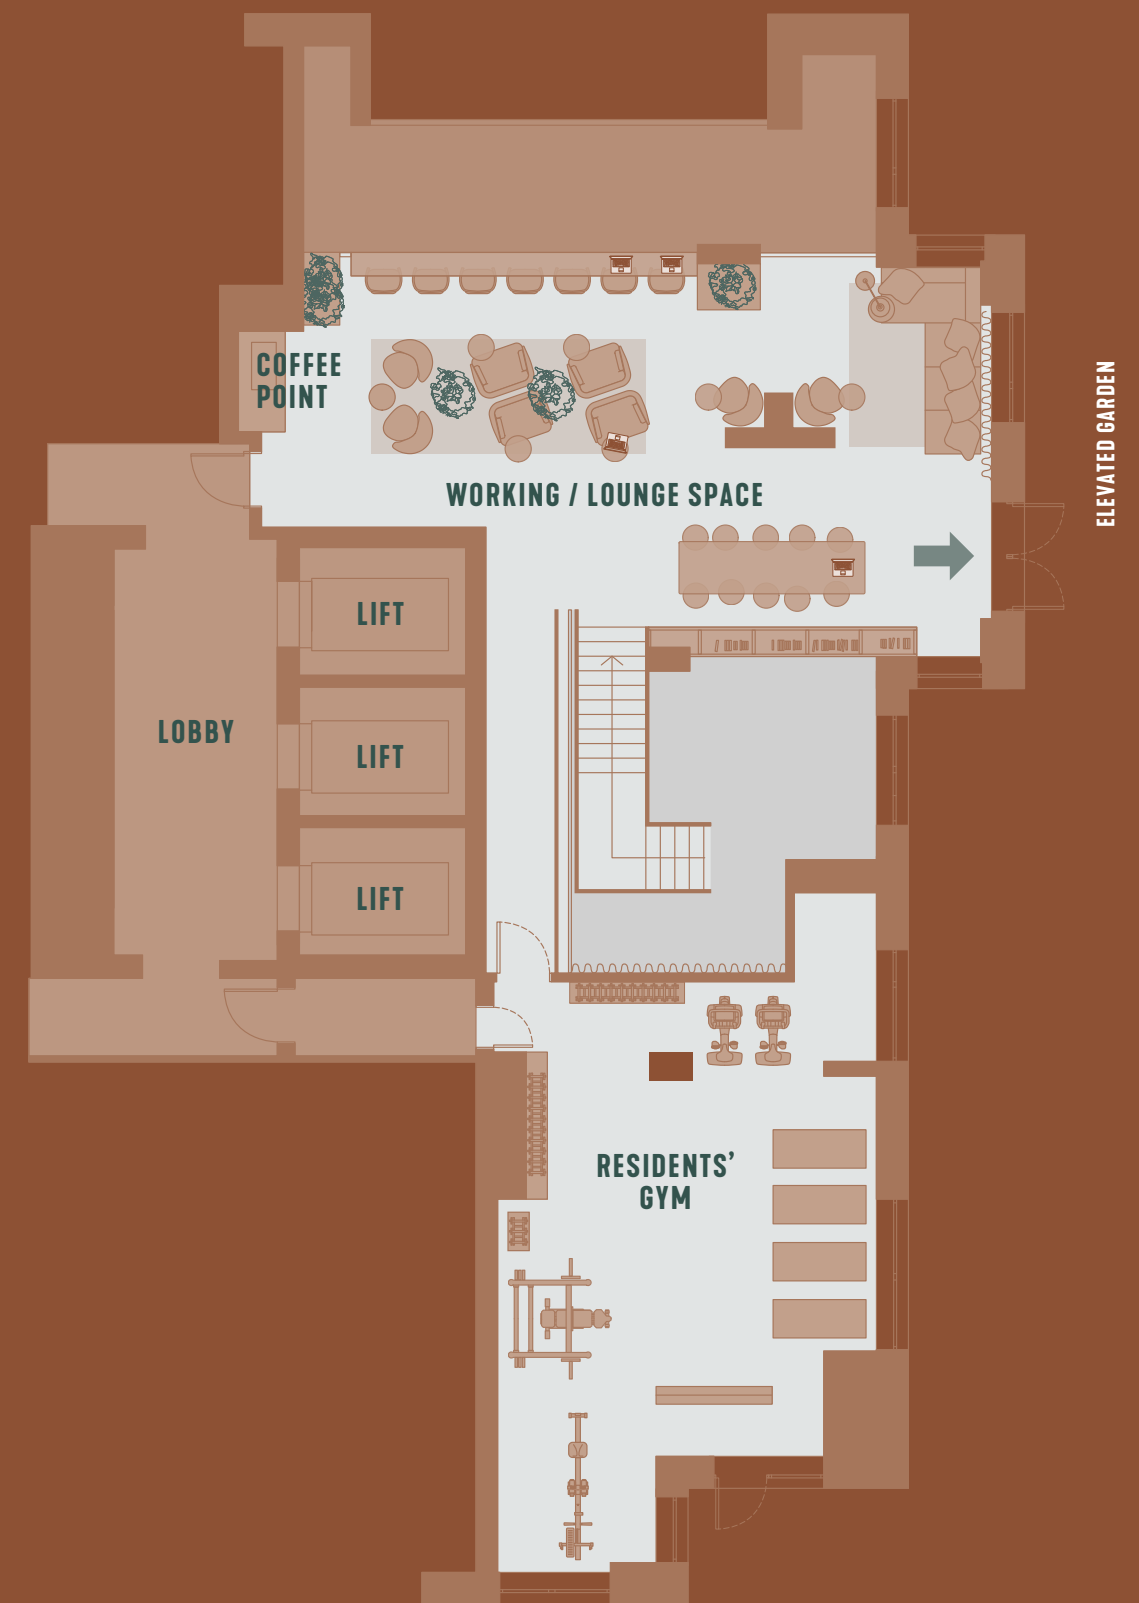 COFFEE
POINT
ELEVATED GARDEN
WORKING / LOUNGE SPACE
LIFT
LOBBY
LIFT
LIFT
RESIDENTS’
GYM